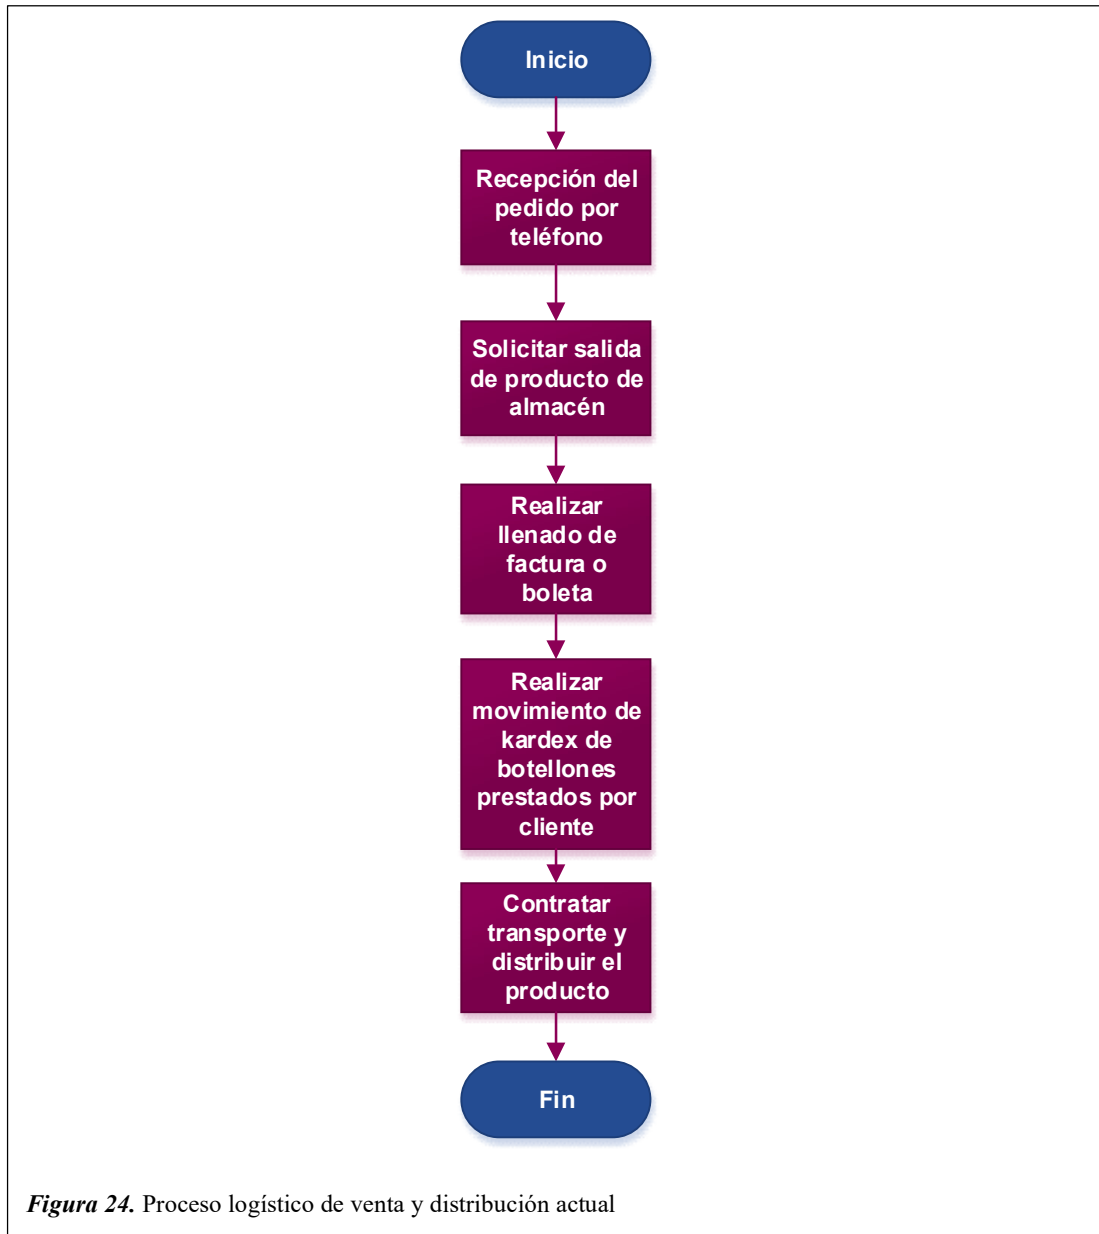 Inicio
Recepción del
pedido por
teléfono
Solicitar salida
de producto de
almacén
Realizar
llenado de
factura o
boleta
Realizar
movimiento de
kardex de
botellones
prestados por
cliente
Contratar
transporte y
distribuir el
producto
Fin
Figura 24. Proceso logístico de venta y distribución actual